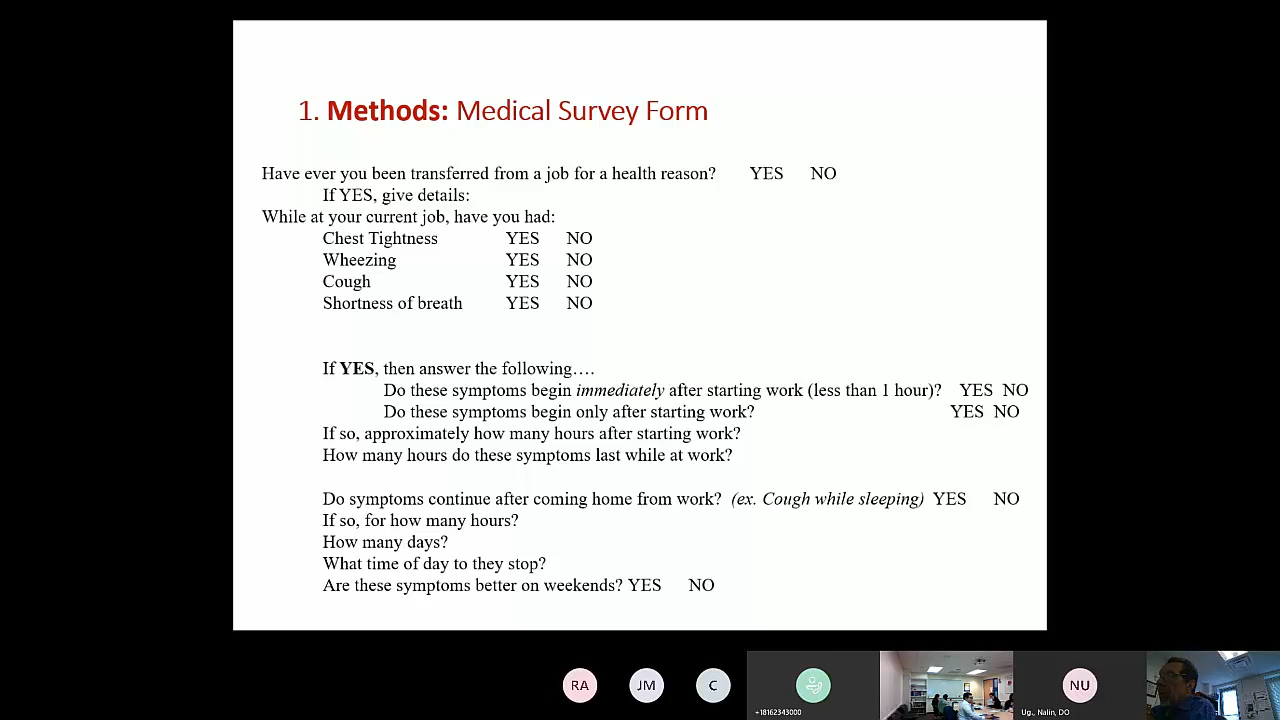 1. Methods: Medical Survey Form
Have ever you been transferred from a job for a health reason? YES NO
If YES, give details:
While at your current job, have you had:
Chest Tightness YES NO
Wheezing YES NO
Cough YES NO
Shortness of breath YES NO
If YES, then answer the following….
Do these symptoms begin immediately after starting work (less than 1 hour)? YES NO
Do these symptoms begin only after starting work? YES NO
If so, approximately how many hours after starting work?
How many hours do these symptoms last while at work?
Do symptoms continue after coming home from work? (ex. Cough while sleeping) YES NO
If so, for how many hours?
How many days?
What time of day to they stop?
Are these symptoms better on weekends? YES NO
RA JM C NU
+18162343000 Ug., Nalin, DO